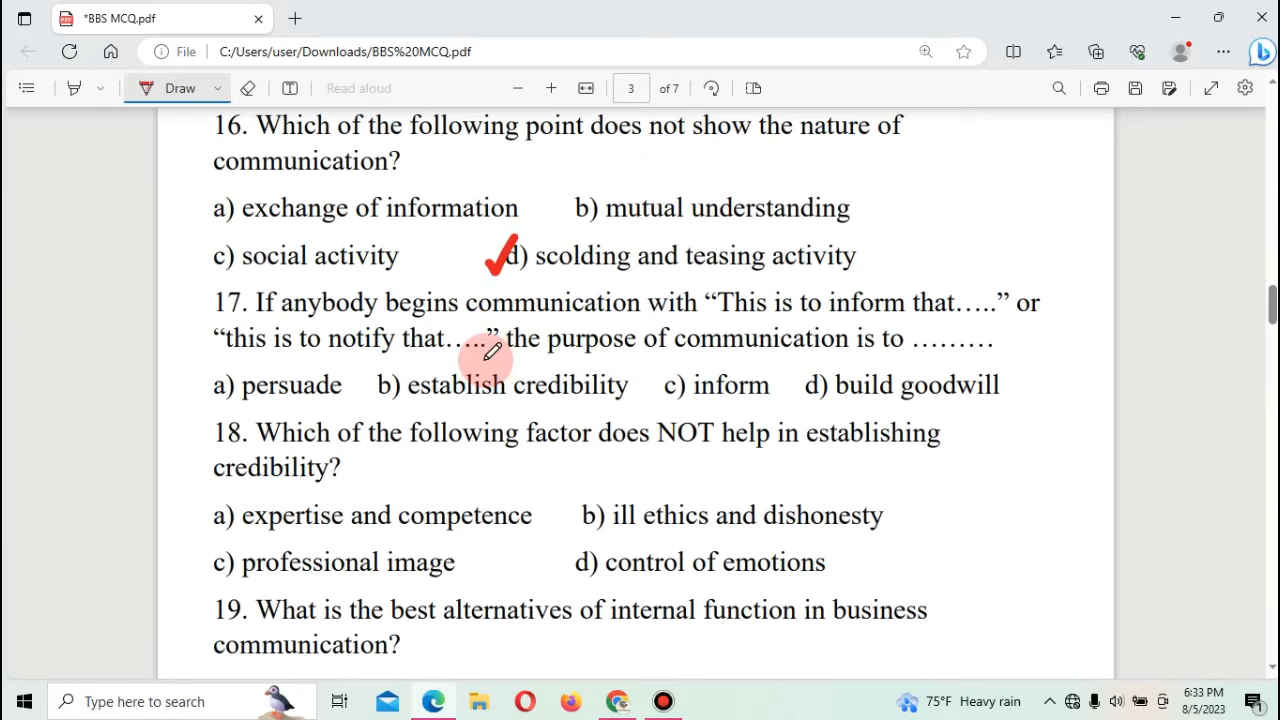 *BBS MCQ.pdf
File C:/Users/user/Downloads/BBS%20MCQ.pdf
Draw Read aloud 3 of 7
16. Which of the following point does not show the nature of
communication?
a) exchange of information b) mutual understanding
c) social activity d) scolding and teasing activity
17. If anybody begins communication with “This is to inform that…..” or
“this is to notify that…..” the purpose of communication is to ………
a) persuade b) establish credibility c) inform d) build goodwill
18. Which of the following factor does NOT help in establishing
credibility?
a) expertise and competence b) ill ethics and dishonesty
c) professional image d) control of emotions
19. What is the best alternatives of internal function in business
communication?
Type here to search 75°F Heavy rain 6:33 PM
8/5/2023 1